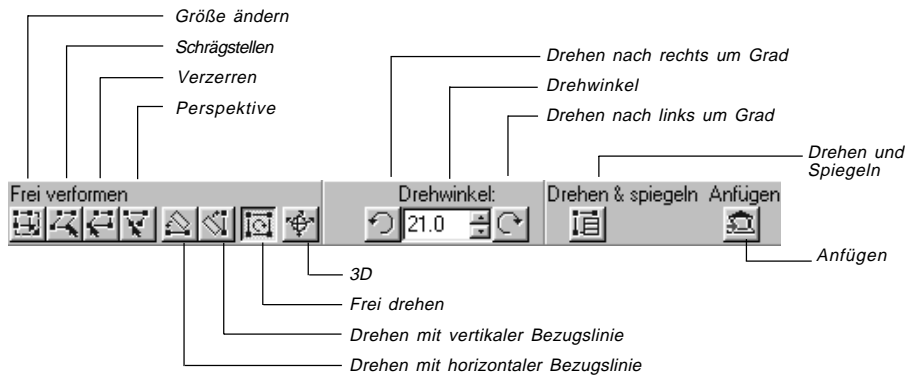 Größe ändern
Schrägstellen
Verzerren
Perspektive
Drehen nach rechts um Grad
Drehwinkel
Drehen nach links um Grad
Drehen und
Spiegeln
Frei verformen
Drehwinkel:
Drehen & spiegeln
Anfügen
21.0
Anfügen
3D
Frei drehen
Drehen mit vertikaler Bezugslinie
Drehen mit horizontaler Bezugslinie